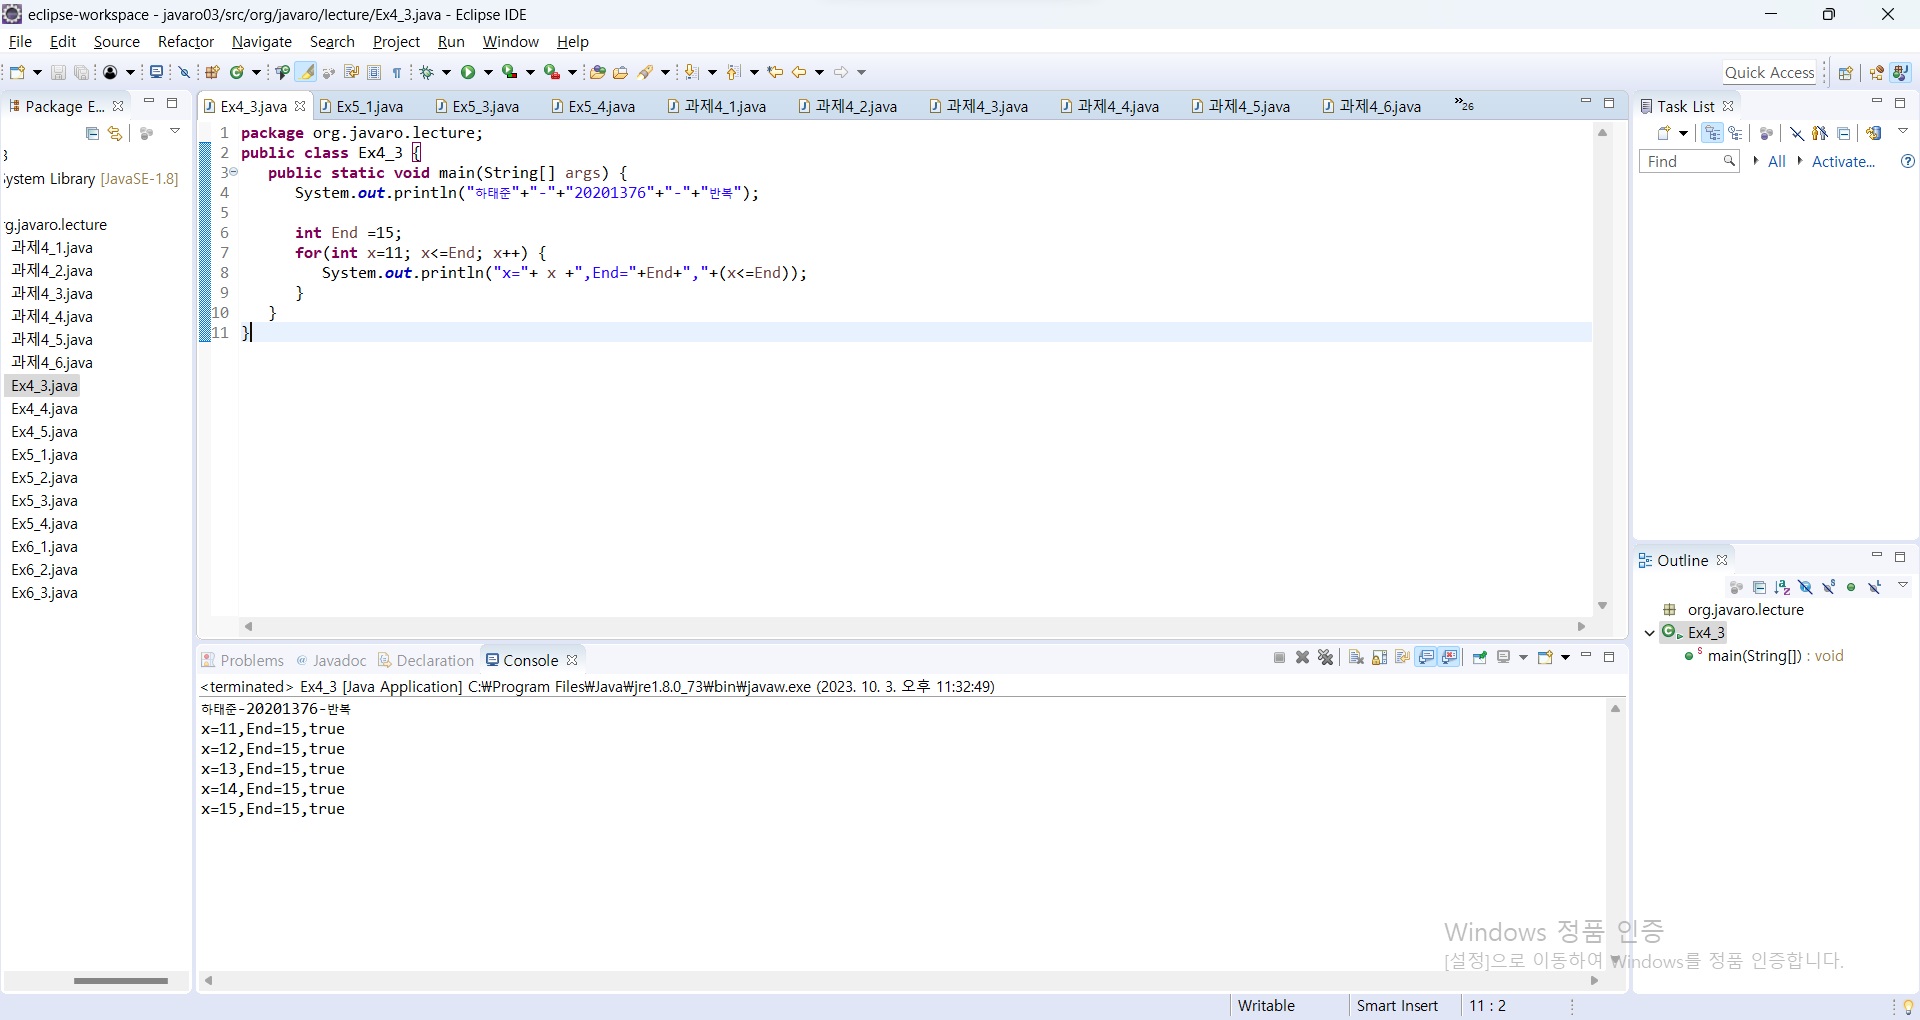 eclipse-workspace - javaro03/src/org/javaro/lecture/Ex4_3.java - Eclipse IDE
File Edit Source Refactor Navigate Search Project Run Window Help
Quick Access
Package E...
Ex4_3.java Ex5_1.java Ex5_3.java Ex5_4.java 과제4_1.java 과제4_2.java 과제4_3.java 과제4_4.java 과제4_5.java 과제4_6.java »26
Task List
Find All Activate...
3
System Library [JavaSE-1.8]
g.javaro.lecture
과제4_1.java
과제4_2.java
과제4_3.java
과제4_4.java
과제4_5.java
과제4_6.java
Ex4_3.java
Ex4_4.java
Ex4_5.java
Ex5_1.java
Ex5_2.java
Ex5_3.java
Ex5_4.java
Ex6_1.java
Ex6_2.java
Ex6_3.java
1 package org.javaro.lecture;
2 public class Ex4_3 {
3 public static void main(String[] args) {
4 System.out.println("하태준"+"-"+"20201376"+"-"+"반복");
5
6 int End =15;
7 for(int x=11; x<=End; x++) {
8 System.out.println("x="+ x +",End="+End+","+(x<=End));
9 }
10 }
11 }
Outline
org.javaro.lecture
Ex4_3
main(String[]) : void
Problems Javadoc Declaration Console
<terminated> Ex4_3 [Java Application] C:₩Program Files₩Java₩jre1.8.0_73₩bin₩javaw.exe (2023. 10. 3. 오후 11:32:49)
하태준-20201376-반복
x=11,End=15,true
x=12,End=15,true
x=13,End=15,true
x=14,End=15,true
x=15,End=15,true
Windows 정품 인증
[설정]으로 이동하여 Windows를 정품 인증합니다.
Writable Smart Insert 11 : 2